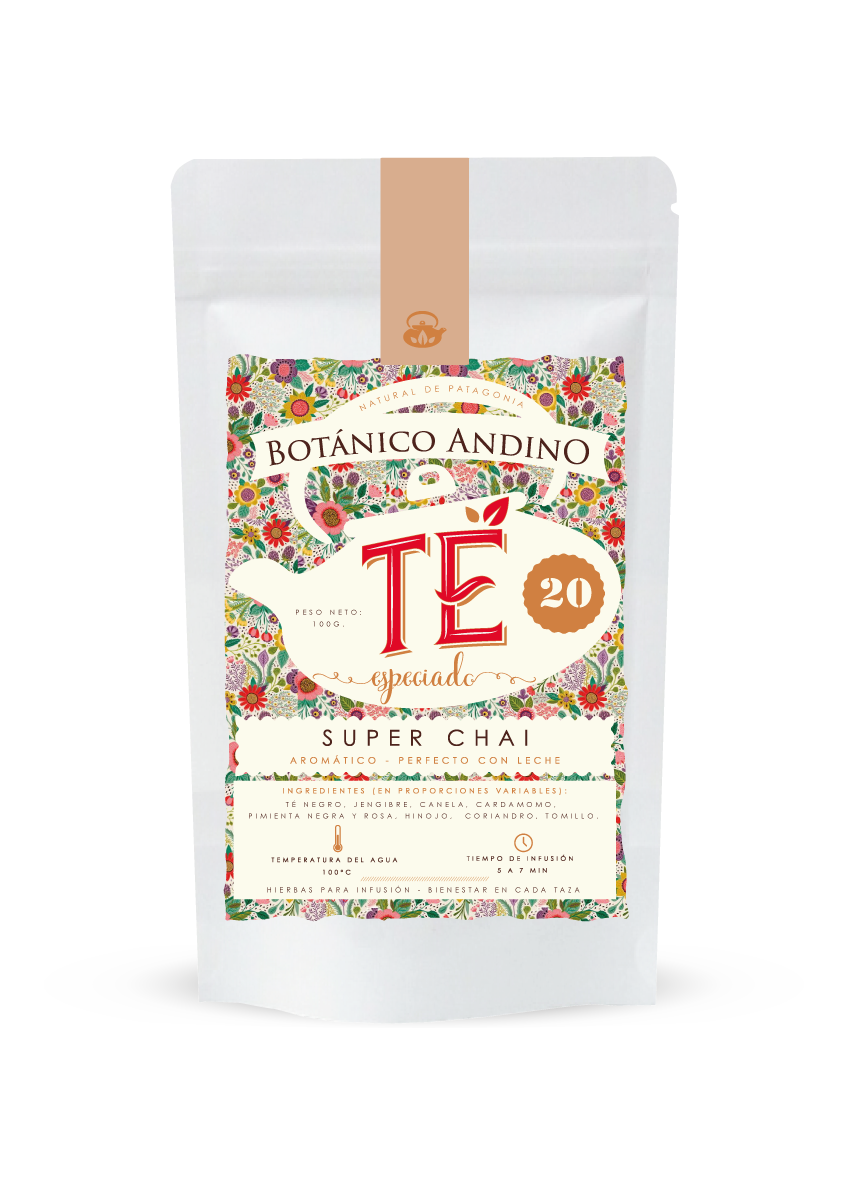 NATURAL DE PATAGONIA
BOTÁNICO ANDINO
TÉ
20
PESO NETO:
100G.
especiado
SUPER CHAI
AROMÁTICO - PERFECTO CON LECHE
INGREDIENTES (EN PROPORCIONES VARIABLES):
TÉ NEGRO, JENGIBRE, CANELA, CARDAMOMO,
PIMIENTA NEGRA Y ROSA, HINOJO, CORIANDRO, TOMILLO.
TEMPERATURA DEL AGUA
100°C
TIEMPO DE INFUSIÓN
5 A 7 MIN
HIERBAS PARA INFUSIÓN - BIENESTAR EN CADA TAZA